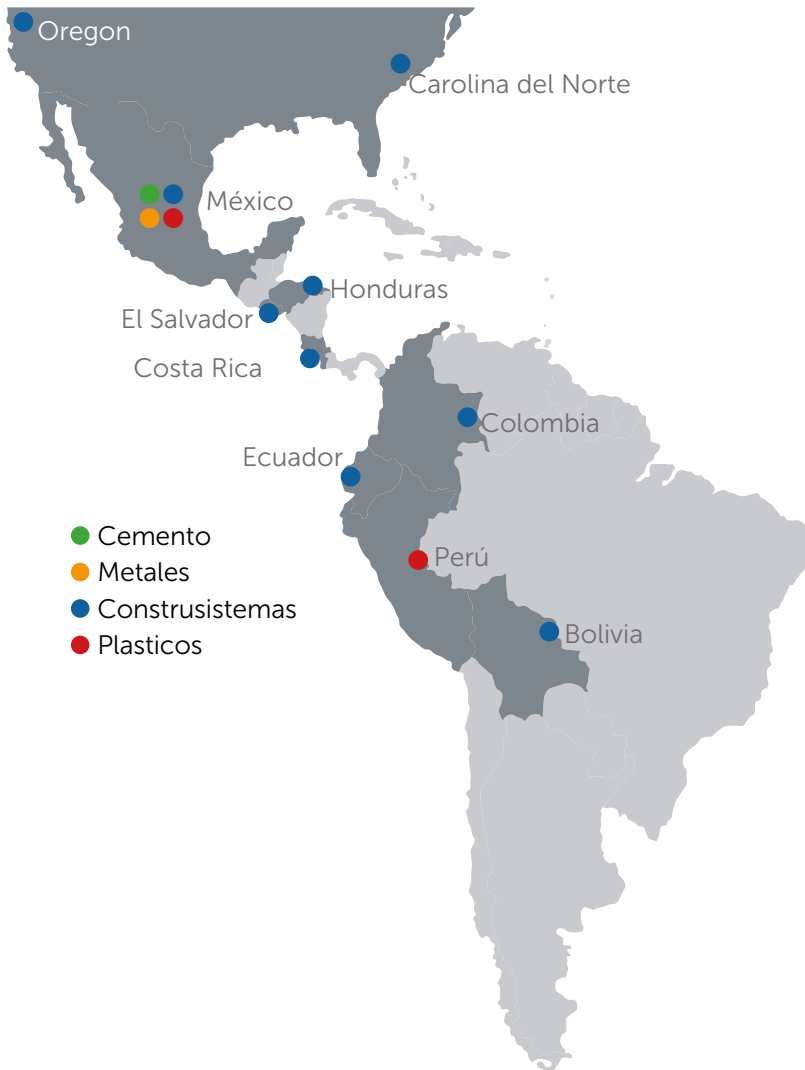 Oregon
Carolina del Norte
México
Honduras
El Salvador
Costa Rica
Colombia
Ecuador
Cemento
Metales
Perú
Construsistemas
Bolivia
Plasticos